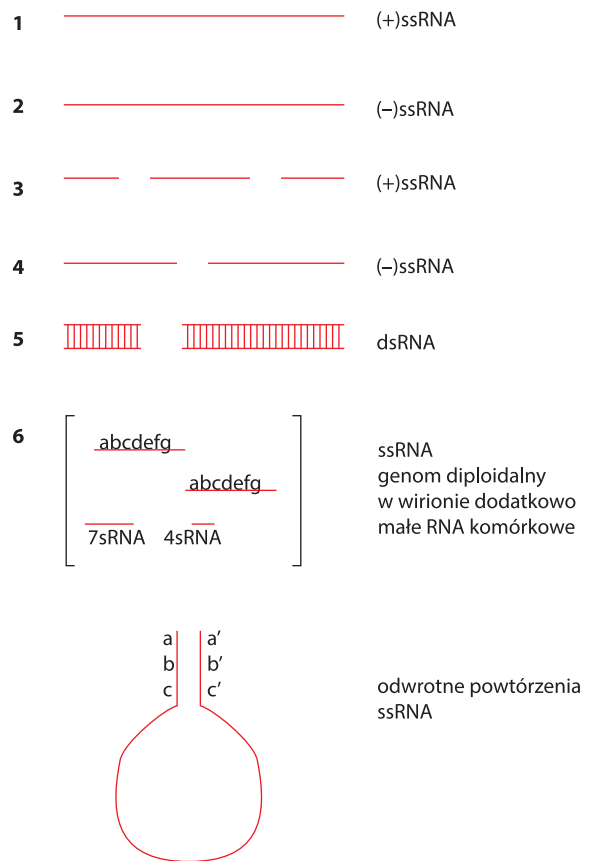 1 (+)ssRNA
2 (–)ssRNA
3 (+)ssRNA
4 (–)ssRNA
5 dsRNA
6
abcdefg
abcdefg
7sRNA 4sRNA
ssRNA
genom diploidalny
w wirionie dodatkowo
małe RNA komórkowe
a a'
b b'
c c'
odwrotne powtórzenia
ssRNA